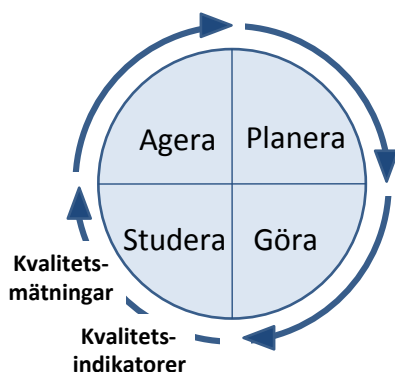 Agera
Planera
Studera
Göra
Kvalitets-
mätningar
Kvalitets-
indikatorer